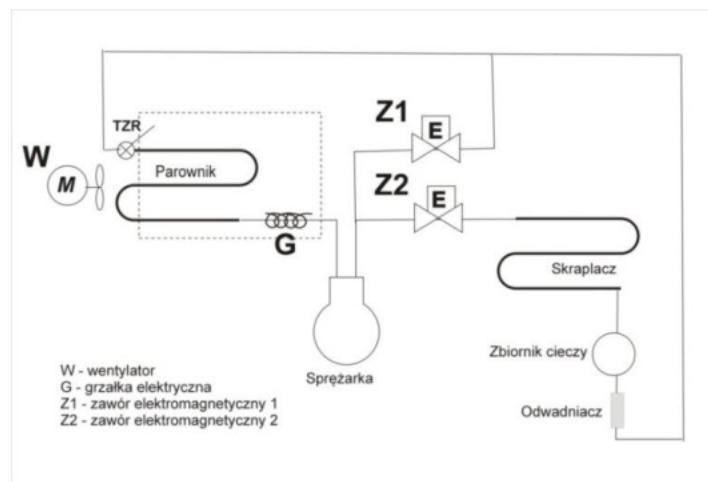 Z1
E
TZR
W
M
Parownik
Z2
E
G
Skraplacz
Sprężarka
Zbiornik cieczy
Odwadniacz
W - wentylator
G - grzałka elektryczna
Z1 - zawór elektromagnetyczny 1
Z2 - zawór elektromagnetyczny 2